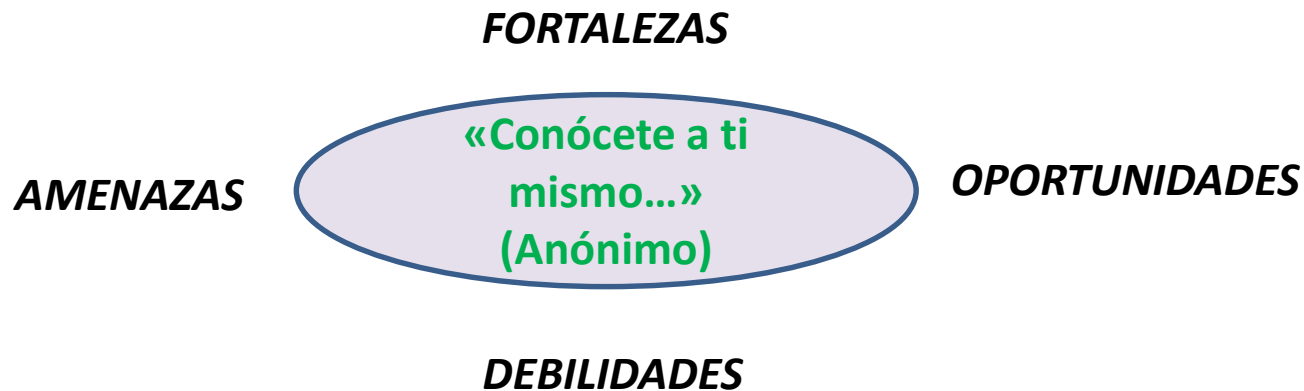 FORTALEZAS
«Conócete a ti
mismo…»
(Anónimo)
AMENAZAS
OPORTUNIDADES
DEBILIDADES